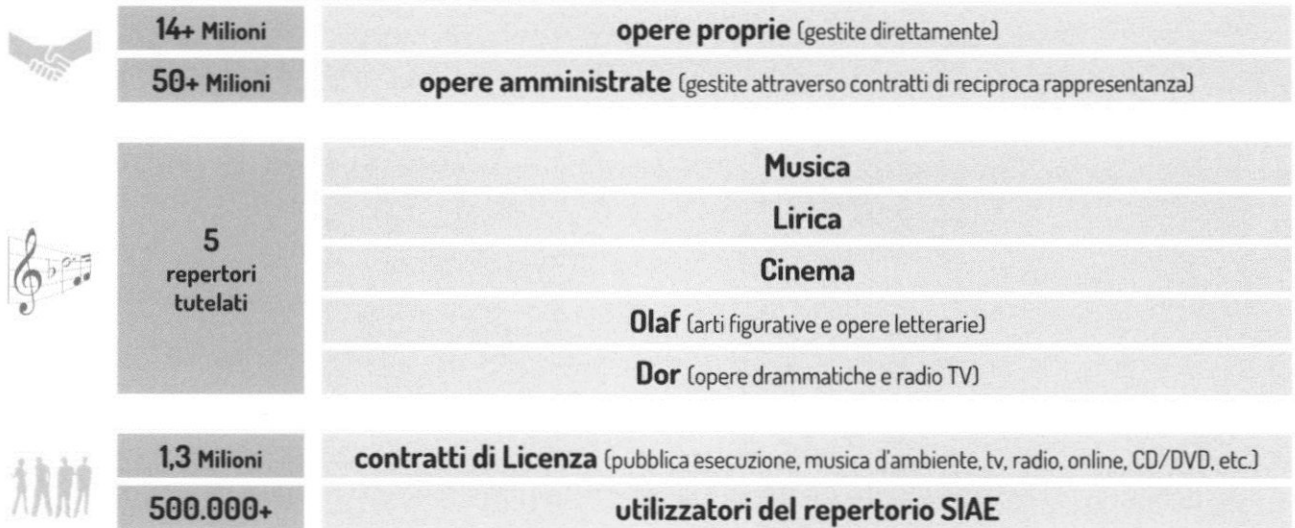 14+ Milioni
opere proprie (gestite direttamente)
50+ Milioni
opere amministrate (gestite attraverso contratti di reciproca rappresentanza)
5
repertori
tutelati
Musica
Lirica
Cinema
Olaf (arti figurative e opere letterarie)
Dor (opere drammatiche e radio TV)
1,3 Milioni
contratti di Licenza (pubblica esecuzione, musica d'ambiente, tv, radio, online, CD/DVD, etc.)
500.000+
utilizzatori del repertorio SIAE